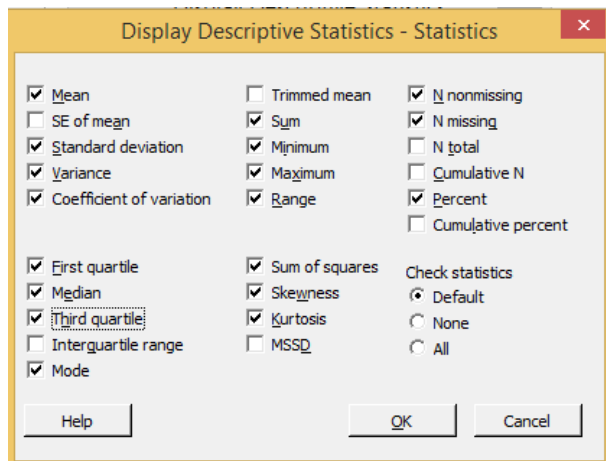 Display Descriptive Statistics - Statistics
Mean
SE of mean
Standard deviation
Variance
Coefficient of variation
Trimmed mean
Sum
Minimum
Maximum
Range
N nonmissing
N missing
N total
Cumulative N
Percent
Cumulative percent
First quartile
Median
Third quartile
Interquartile range
Mode
Sum of squares
Skewness
Kurtosis
MSSD
Check statistics
Default
None
All
Help
OK
Cancel